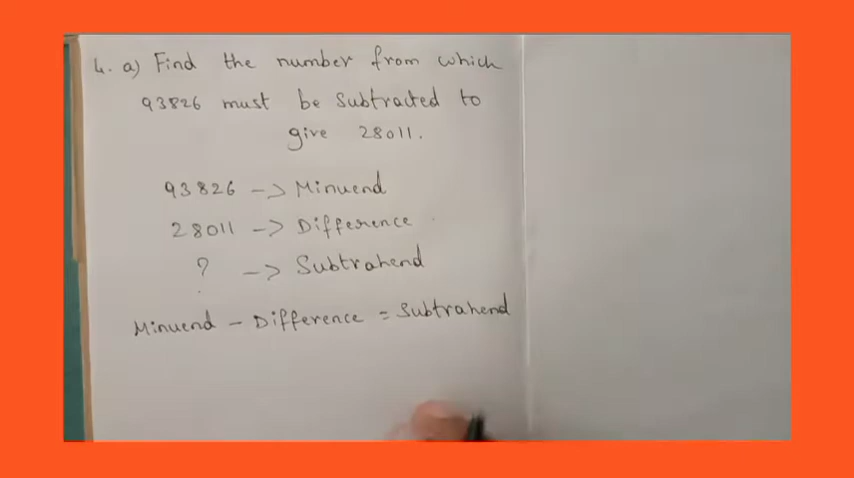 4. a) Find the number from which
93826 must be subtracted to
give 28011.
93826 -> Minuend
28011 -> Difference
? -> Subtrahend
Minuend - Difference = Subtrahend